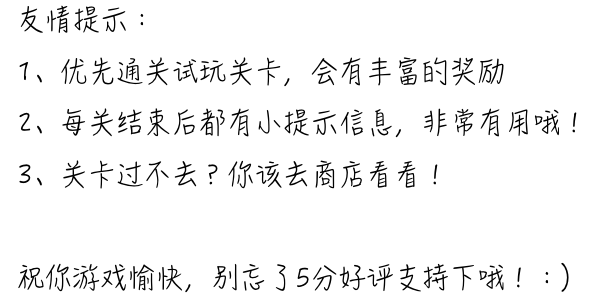 友情提示：
1、优先通关试玩关卡，会有丰富的奖励
2、每关结束后都有小提示信息，非常有用哦！
3、关卡过不去？你该去商店看看！
祝你游戏愉快，别忘了5分好评支持下哦！：)